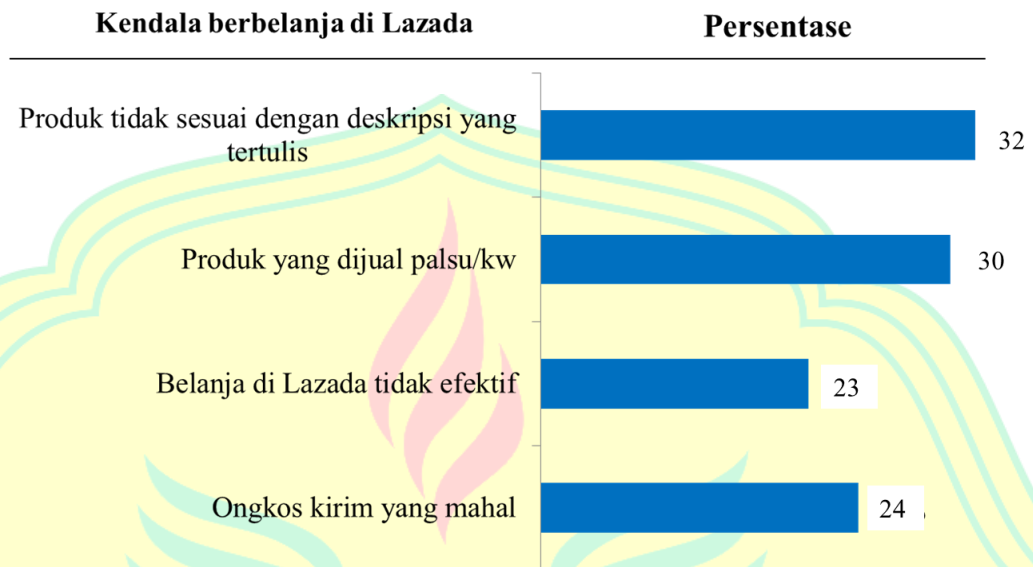 Kendala berbelanja di Lazada Persentase
Produk tidak sesuai dengan deskripsi yang
tertulis
32
Produk yang dijual palsu/kw 30
Belanja di Lazada tidak efektif 23
Ongkos kirim yang mahal 24